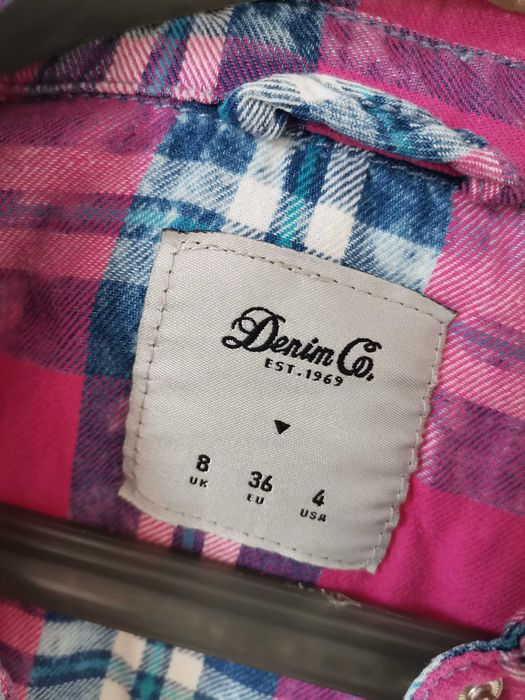 Denim Co.
EST.1969
8 36 4
UK EU USA